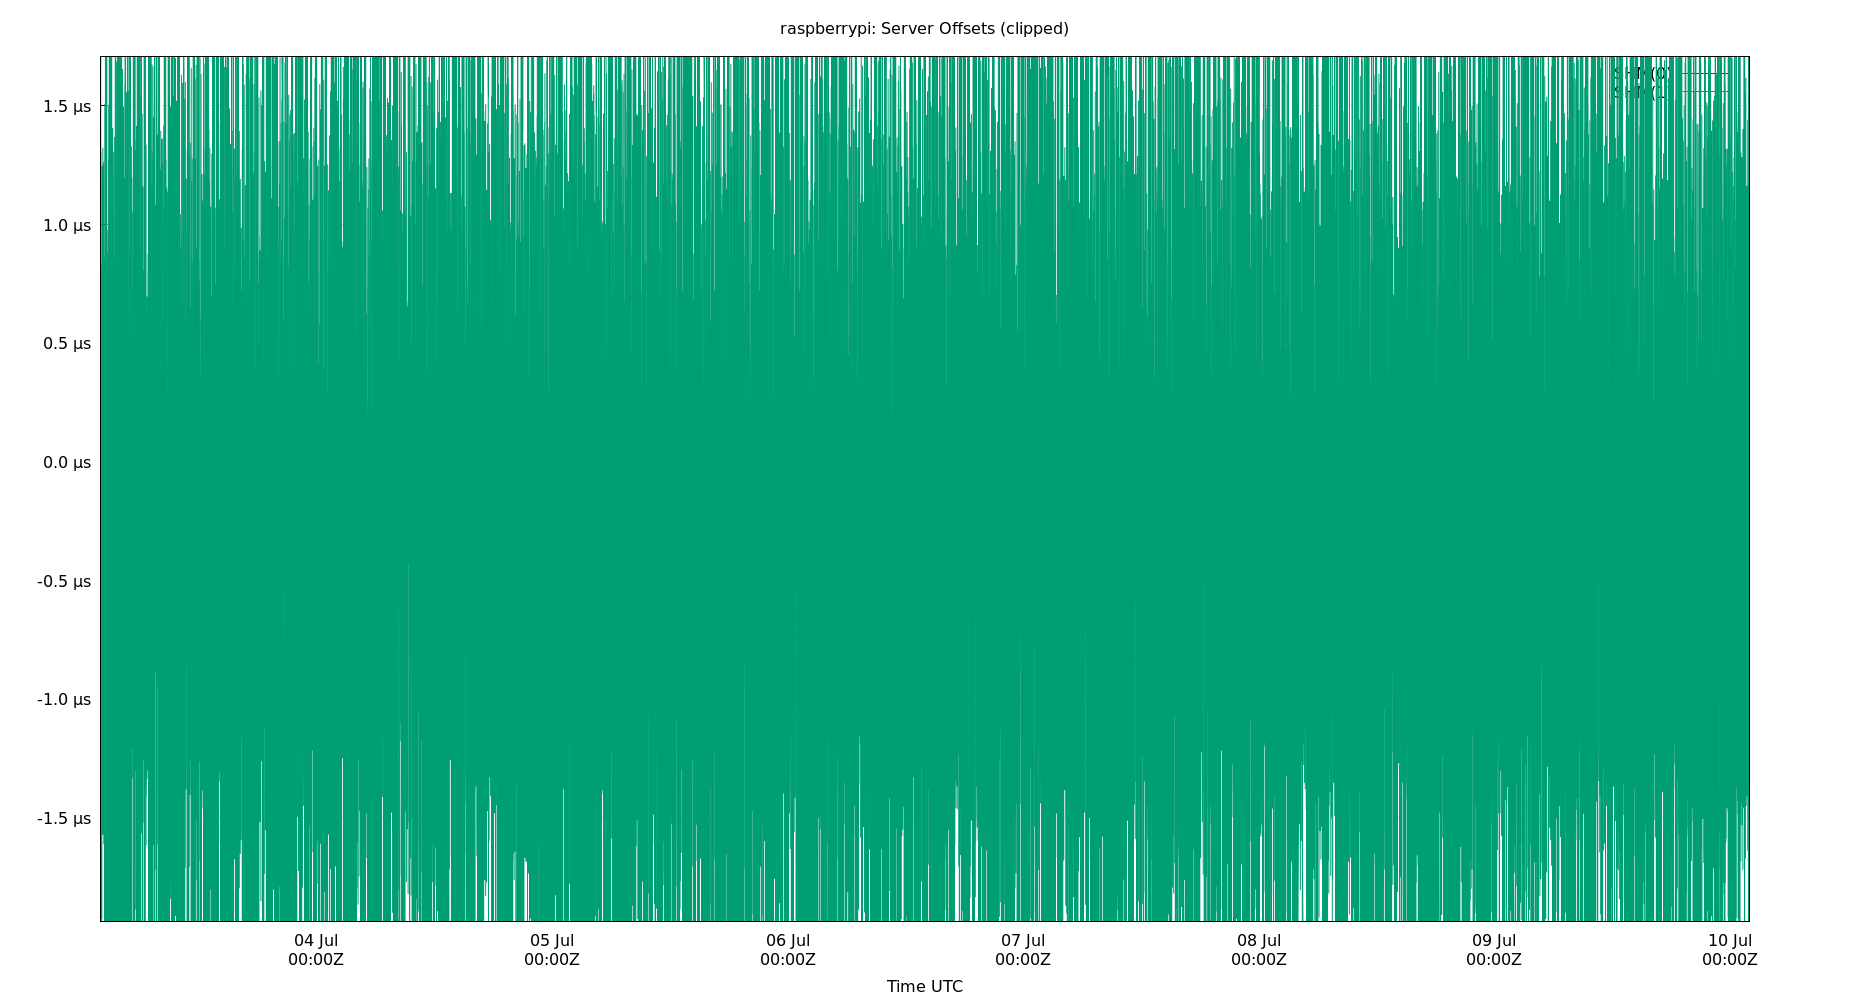 raspberrypi: Server Offsets (clipped)
SHM(0)
1.5 µs
1.0 µs
0.5 µs
0.0 µs
-0.5 µs
-1.0 µs
-1.5 µs
04 Jul 05 Jul 06 Jul 07 Jul 08 Jul 09 Jul 10 Jul
00:00Z 00:00Z 00:00Z 00:00Z 00:00Z 00:00Z 00:00Z
Time UTC